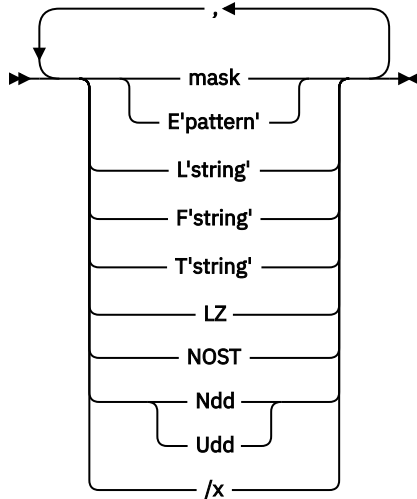 ,
mask
E'pattern'
L'string'
F'string'
T'string'
LZ
NOST
Ndd
Udd
/x